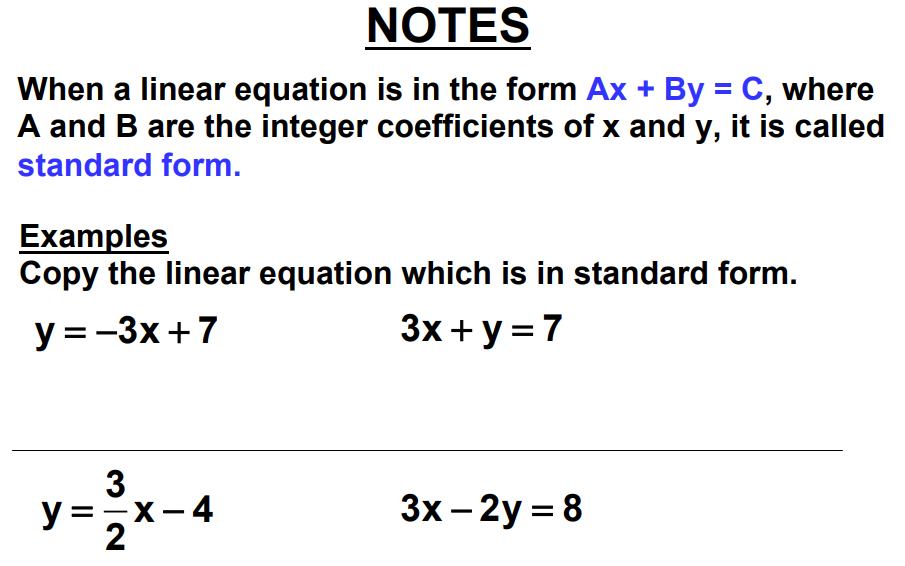 NOTES
When a linear equation is in the form Ax + By = C, where
A and B are the integer coefficients of x and y, it is called
standard form.
Examples
Copy the linear equation which is in standard form.
y = –3x + 7 3x + y = 7
y = 3/2 x – 4 3x – 2y = 8